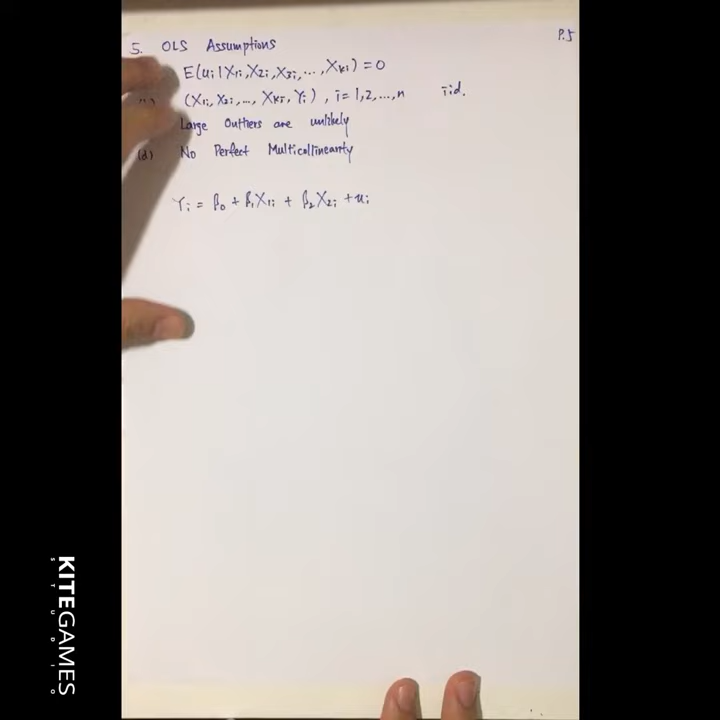 P.5
5. OLS Assumptions
E(uᵢ | X₁ᵢ, X₂ᵢ, X₃ᵢ, ..., Xₖᵢ) = 0
(X₁ᵢ, X₂ᵢ, ..., Xₖᵢ, Yᵢ), i = 1, 2, ..., n iid.
Large Outliers are unlikely
(d) No Perfect Multicollinearity
Yᵢ = β₀ + β₁X₁ᵢ + β₂X₂ᵢ + uᵢ
KITEGAMES
STUDIO